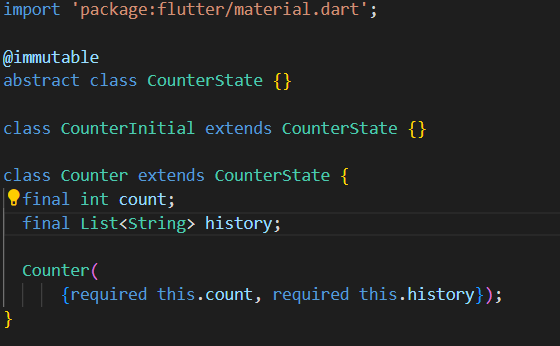 import 'package:flutter/material.dart';
@immutable
abstract class CounterState {}
class CounterInitial extends CounterState {}
class Counter extends CounterState {
final int count;
final List<String> history;
Counter(
{required this.count, required this.history});
}